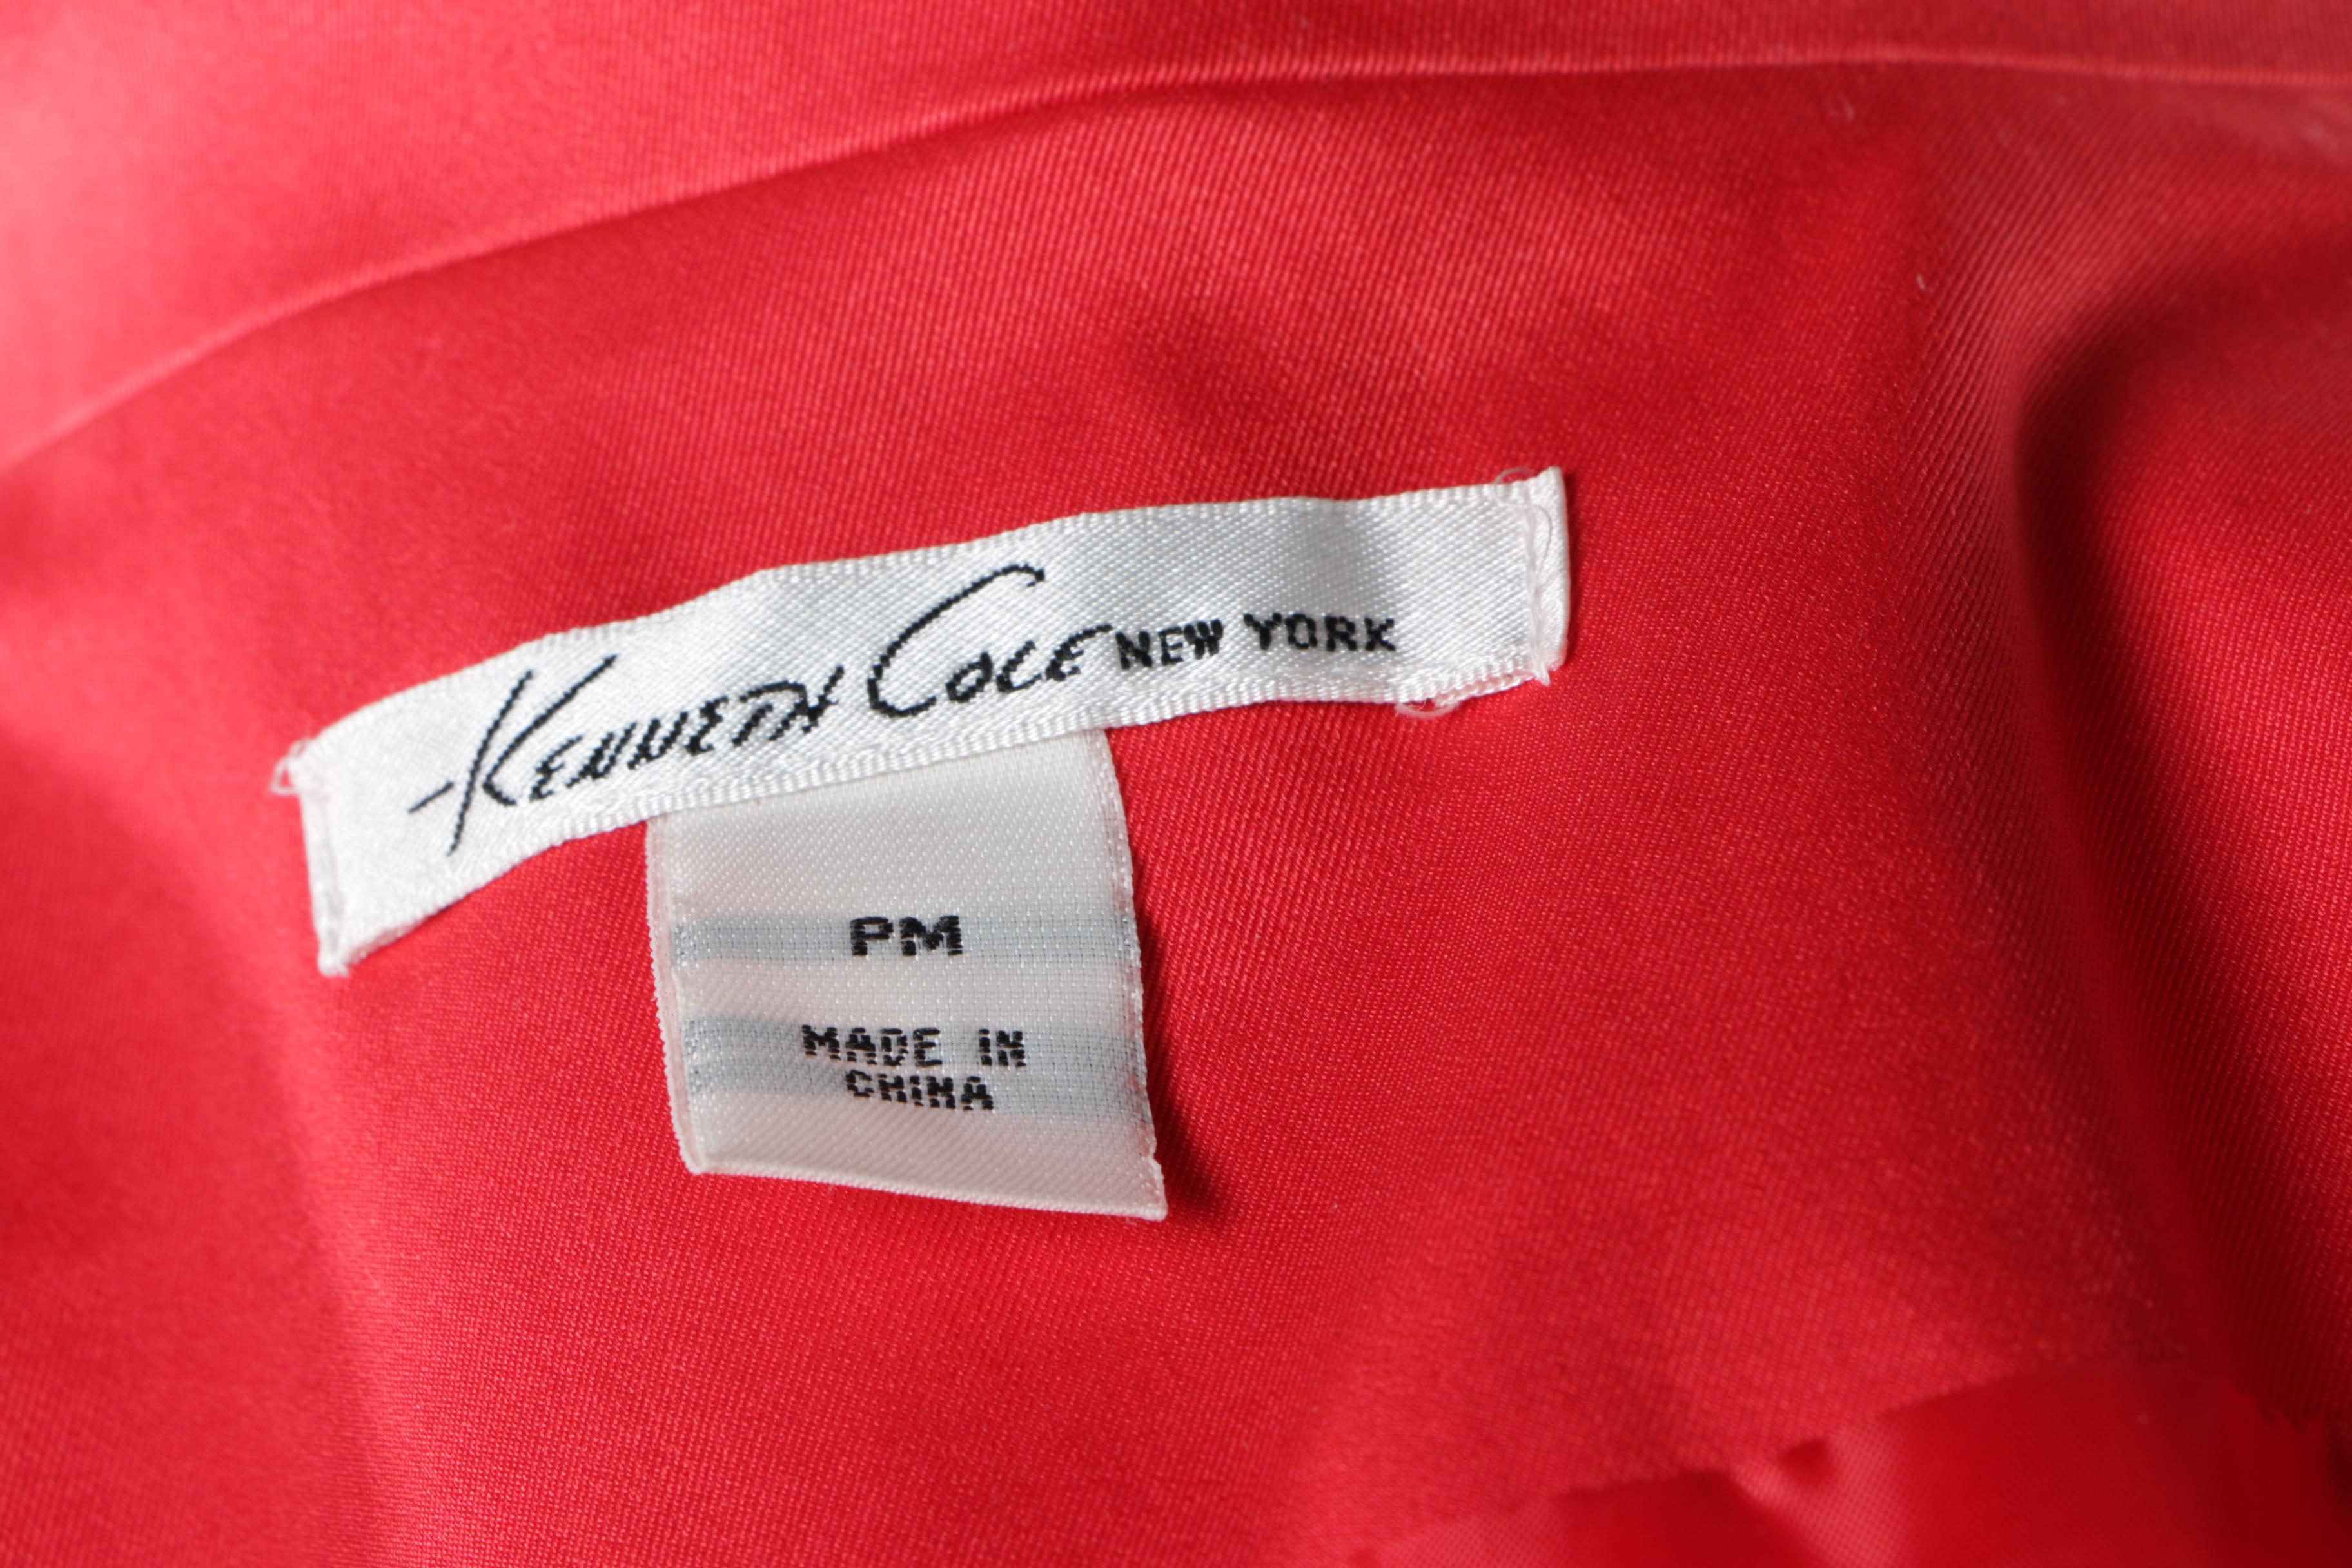 Kenneth Cole NEW YORK
PM
MADE IN
CHINA